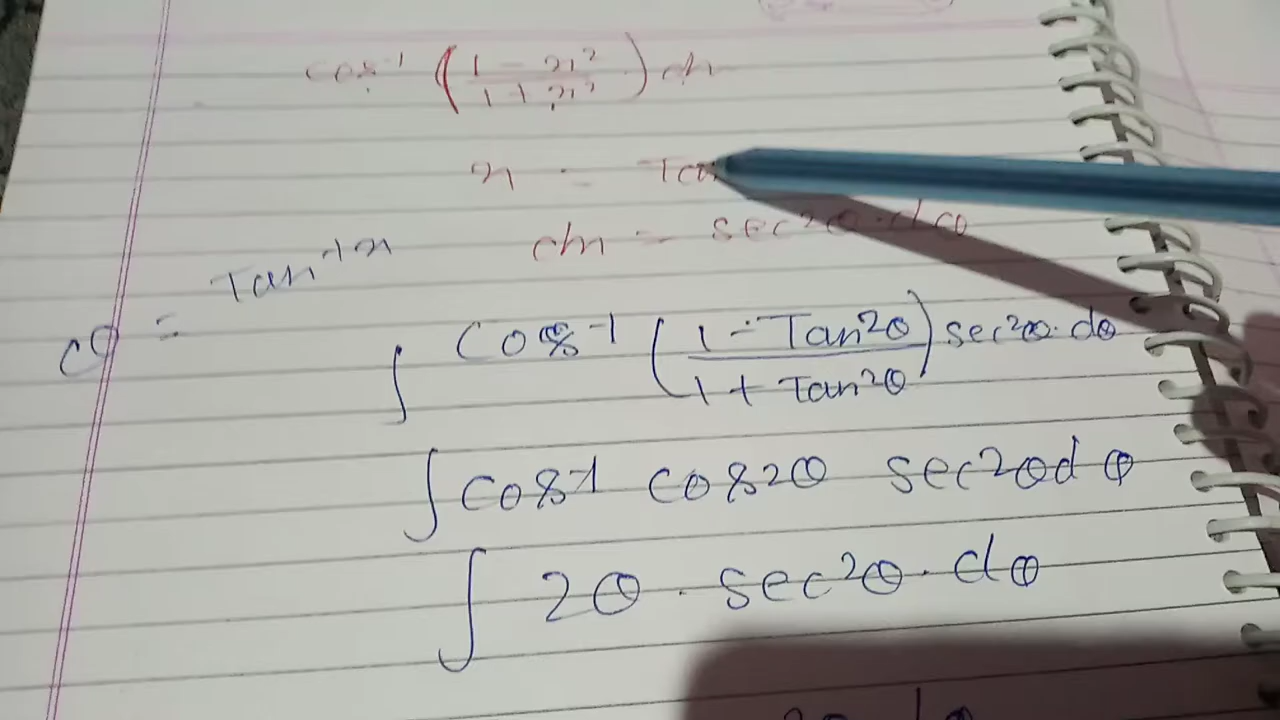 cos⁻¹ (1 - x² / 1 + x²) dx
x = Tan
dx = sec²θ · dθ
θ = Tan⁻¹x
∫ cos⁻¹ (1 - Tan²θ / 1 + Tan²θ) sec²θ · dθ
∫ cos⁻¹ cos2θ sec²θ dθ
∫ 2θ · sec²θ · dθ